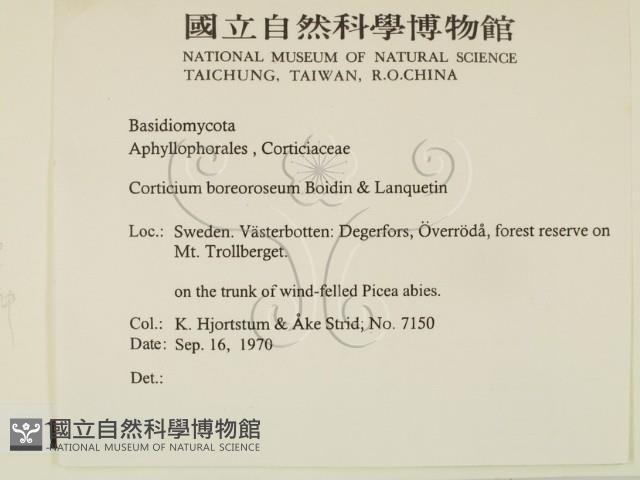 國立自然科學博物館
NATIONAL MUSEUM OF NATURAL SCIENCE
TAICHUNG, TAIWAN, R.O.CHINA
Basidiomycota
Aphyllophorales , Corticiaceae
Corticium boreoroseum Boidin & Lanquetin
Loc.: Sweden. Västerbotten: Degerfors, Överrödå, forest reserve on
Mt. Trollberget.
on the trunk of wind-felled Picea abies.
Col.: K. Hjortstum & Åke Strid; No. 7150
Date: Sep. 16, 1970
Det.:
國立自然科學博物館
NATIONAL MUSEUM OF NATURAL SCIENCE